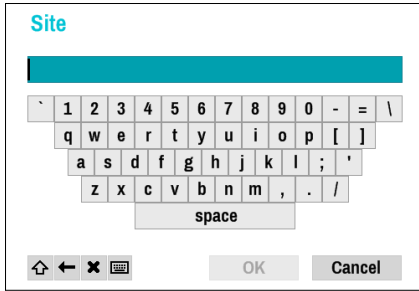 Site
` 1 2 3 4 5 6 7 8 9 0 - = \
q w e r t y u i o p [ ]
a s d f g h j k l ; '
z x c v b n m , . /
space
OK Cancel